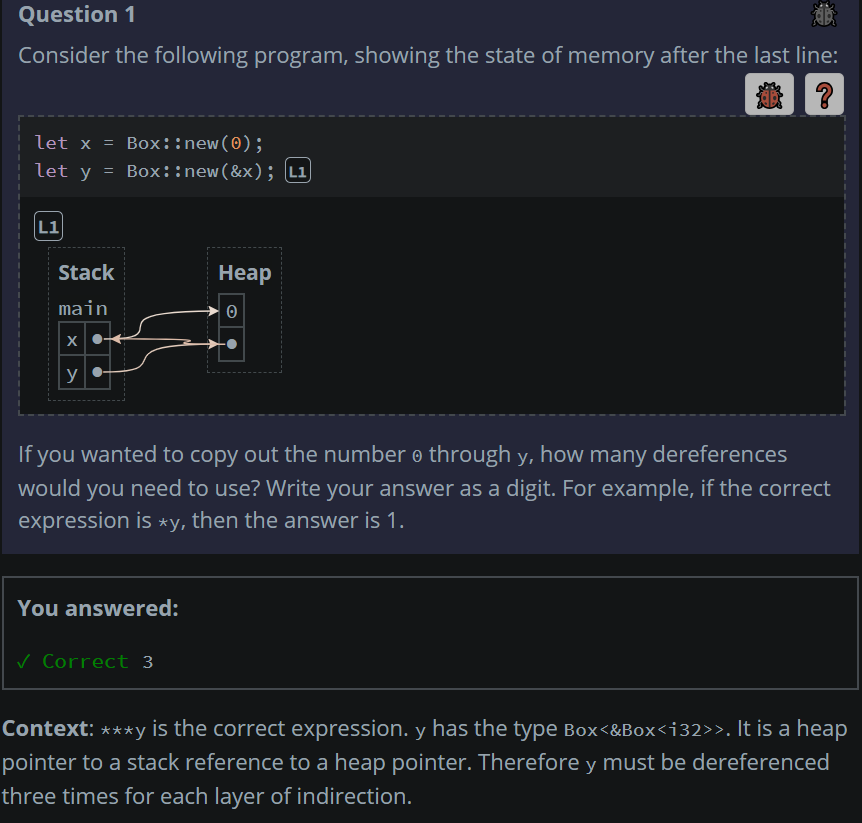 Question 1
Consider the following program, showing the state of memory after the last line:
?
let x = Box::new(0);
let y = Box::new(&x); L1
L1
Stack Heap
main
0
x
y
If you wanted to copy out the number 0 through y, how many dereferences
would you need to use? Write your answer as a digit. For example, if the correct
expression is *y, then the answer is 1.
You answered:
✓ Correct 3
Context: ***y is the correct expression. y has the type Box<&Box<i32>>. It is a heap
pointer to a stack reference to a heap pointer. Therefore y must be dereferenced
three times for each layer of indirection.